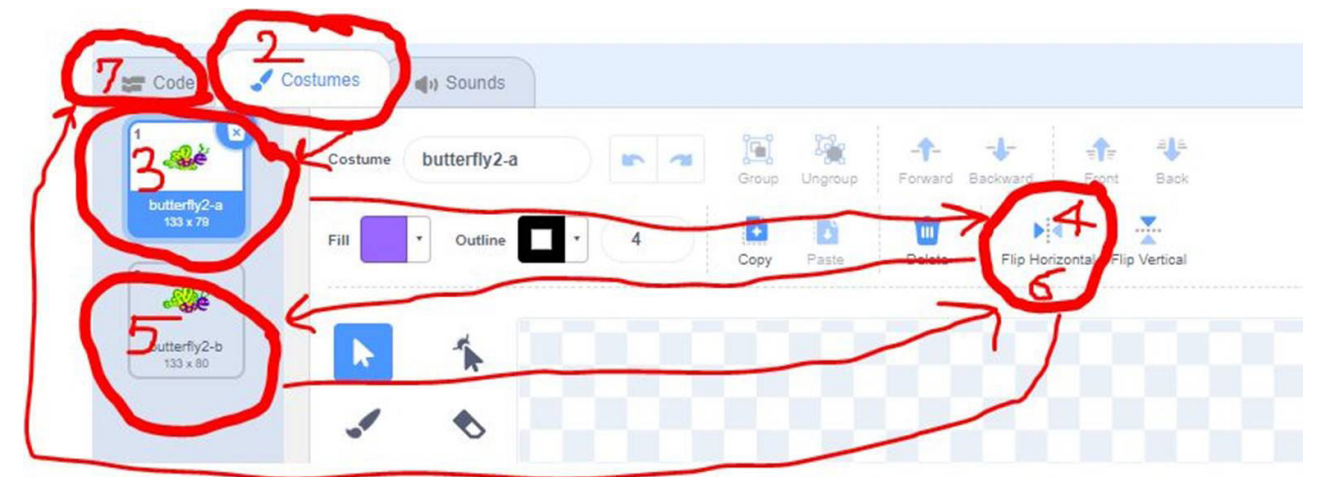 7 Code 2 Costumes Sounds
1
3
butterfly2-a
133 x 79
Costume butterfly2-a Group Ungroup Forward Backward Front Back
Fill Outline 4 Copy Paste Delete Flip Horizontal Flip Vertical
4
6
5
butterfly2-b
133 x 80